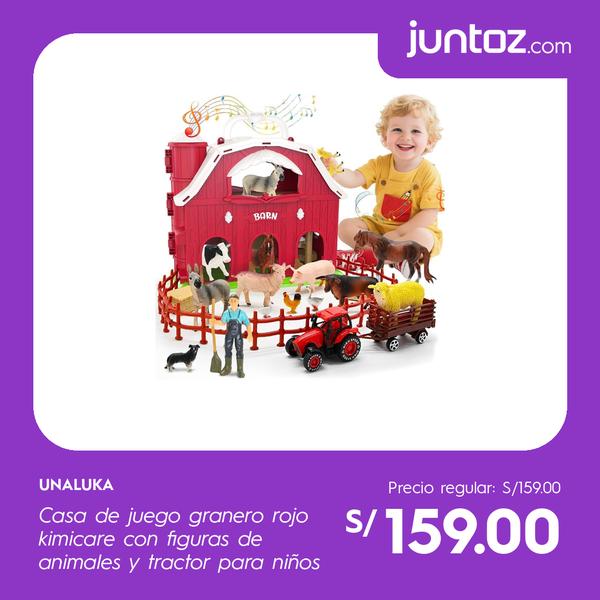 juntoz.com
BARN
UNALUKA
Casa de juego granero rojo
kimicare con figuras de
animales y tractor para niños
Precio regular: S/159.00
S/159.00